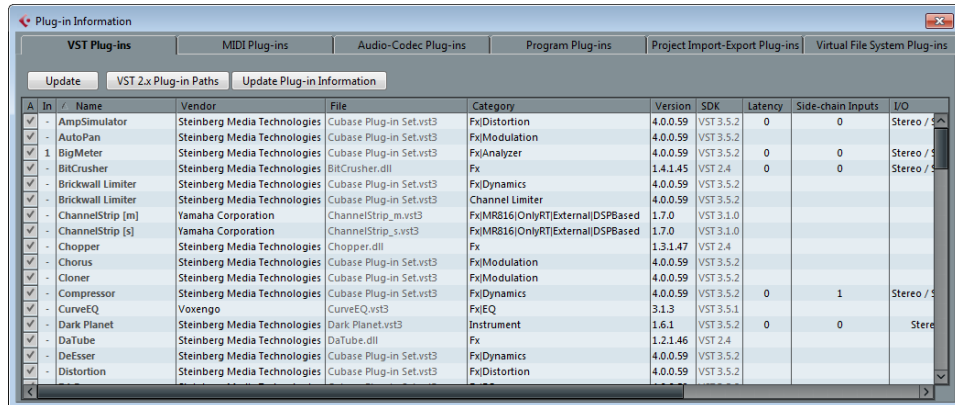 Plug-in Information
VST Plug-ins MIDI Plug-ins Audio-Codec Plug-ins Program Plug-ins Project Import-Export Plug-ins Virtual File System Plug-ins
Update VST 2.x Plug-in Paths Update Plug-in Information
A In Name Vendor File Category Version SDK Latency Side-chain Inputs I/O
- AmpSimulator Steinberg Media Technologies Cubase Plug-in Set.vst3 Fx|Distortion 4.0.0.59 VST 3.5.2 0 0 Stereo /
- AutoPan Steinberg Media Technologies Cubase Plug-in Set.vst3 Fx|Modulation 4.0.0.59 VST 3.5.2
1 BigMeter Steinberg Media Technologies Cubase Plug-in Set.vst3 Fx|Analyzer 4.0.0.59 VST 3.5.2 0 0 Stereo /
- BitCrusher Steinberg Media Technologies BitCrusher.dll Fx 1.4.1.45 VST 2.4 0 0 Stereo /
- Brickwall Limiter Steinberg Media Technologies Cubase Plug-in Set.vst3 Fx|Dynamics 4.0.0.59 VST 3.5.2
- Brickwall Limiter Steinberg Media Technologies Cubase Plug-in Set.vst3 Channel Limiter 4.0.0.59 VST 3.5.2
- ChannelStrip [m] Yamaha Corporation ChannelStrip_m.vst3 Fx|MR816|OnlyRT|External|DSPBased 1.7.0 VST 3.1.0
- ChannelStrip [s] Yamaha Corporation ChannelStrip_s.vst3 Fx|MR816|OnlyRT|External|DSPBased 1.7.0 VST 3.1.0
- Chopper Steinberg Media Technologies Chopper.dll Fx 1.3.1.47 VST 2.4
- Chorus Steinberg Media Technologies Cubase Plug-in Set.vst3 Fx|Modulation 4.0.0.59 VST 3.5.2
- Cloner Steinberg Media Technologies Cubase Plug-in Set.vst3 Fx|Modulation 4.0.0.59 VST 3.5.2
- Compressor Steinberg Media Technologies Cubase Plug-in Set.vst3 Fx|Dynamics 4.0.0.59 VST 3.5.2 0 1 Stereo /
- CurveEQ Voxengo CurveEQ.vst3 Fx|EQ 3.1.3 VST 3.5.1
- Dark Planet Steinberg Media Technologies Dark Planet.vst3 Instrument 1.6.1 VST 3.5.2 0 0 Stere
- DaTube Steinberg Media Technologies DaTube.dll Fx 1.2.1.46 VST 2.4
- DeEsser Steinberg Media Technologies Cubase Plug-in Set.vst3 Fx|Dynamics 4.0.0.59 VST 3.5.2
- Distortion Steinberg Media Technologies Cubase Plug-in Set.vst3 Fx|Distortion 4.0.0.59 VST 3.5.2